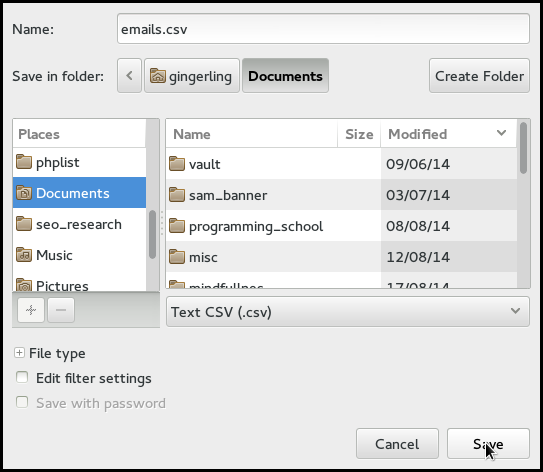 Name: emails.csv
Save in folder: < gingerling Documents Create Folder
Places Name Size Modified
phplist vault 09/06/14
Documents sam_banner 03/07/14
seo_research programming_school 08/08/14
Music misc 12/08/14
Pictures mindfullnes 17/08/14
Text CSV (.csv)
File type
Edit filter settings
Save with password
Cancel Save